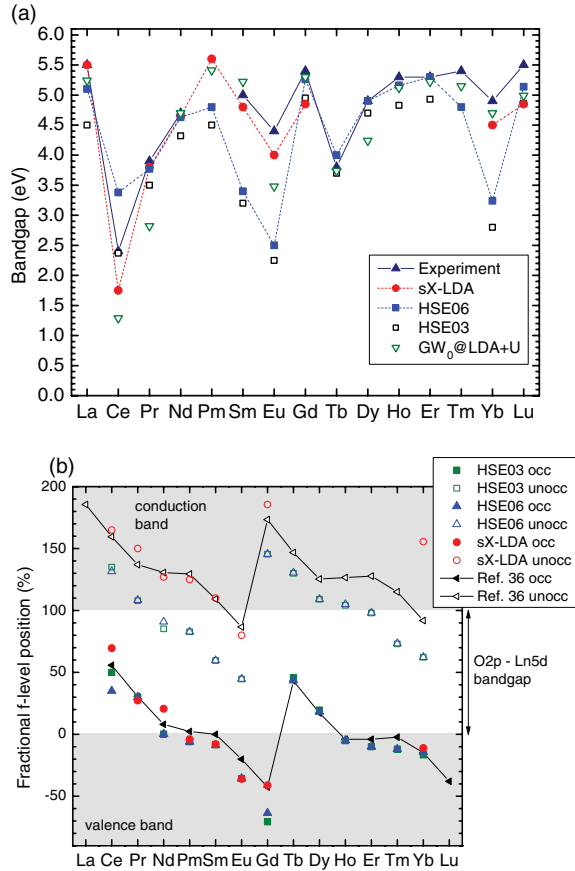 (a)
6.0
5.5
5.0
4.5
4.0
3.5
3.0
2.5
2.0
1.5
1.0
0.5
0.0
Bandgap (eV)
Experiment
sX-LDA
HSE06
HSE03
GW0@LDA+U
La Ce Pr Nd Pm Sm Eu Gd Tb Dy Ho Er Tm Yb Lu
(b)
200
150
100
50
0
-50
Fractional f-level position (%)
conduction band
valence band
HSE03 occ
HSE03 unocc
HSE06 occ
HSE06 unocc
sX-LDA occ
sX-LDA unocc
Ref. 36 occ
Ref. 36 unocc
O2p - Ln5d
bandgap
La Ce Pr Nd Pm Sm Eu Gd Tb Dy Ho Er Tm Yb Lu